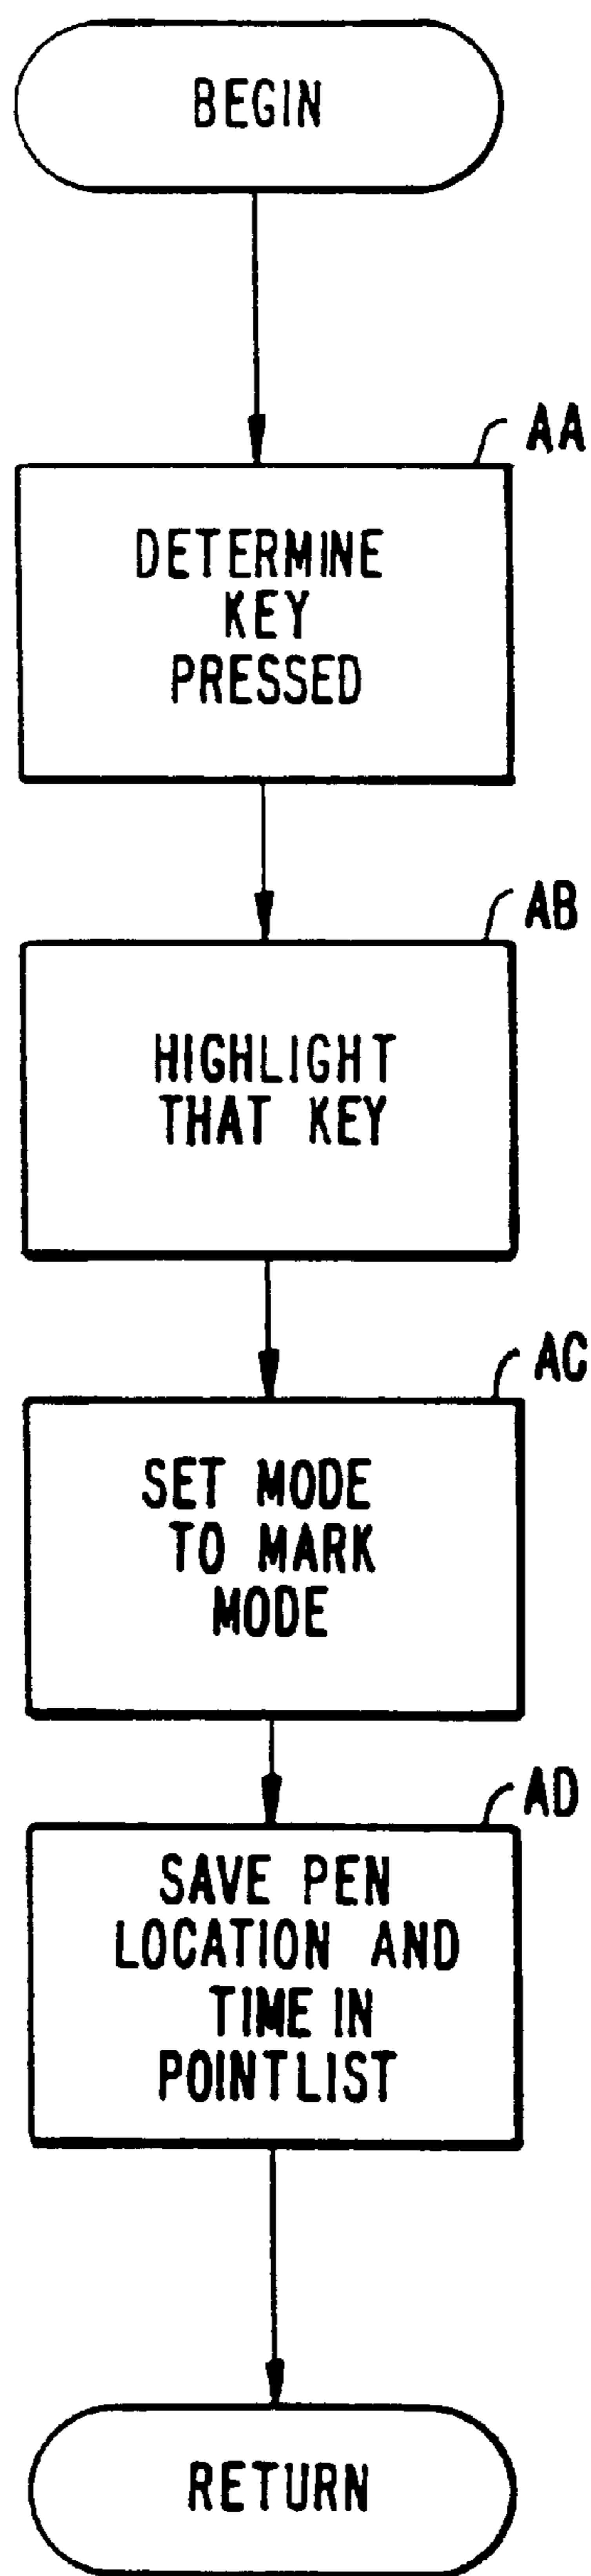 BEGIN
AA
DETERMINE
KEY
PRESSED
AB
HIGHLIGHT
THAT KEY
AC
SET MODE
TO MARK
MODE
AD
SAVE PEN
LOCATION AND
TIME IN
POINTLIST
RETURN